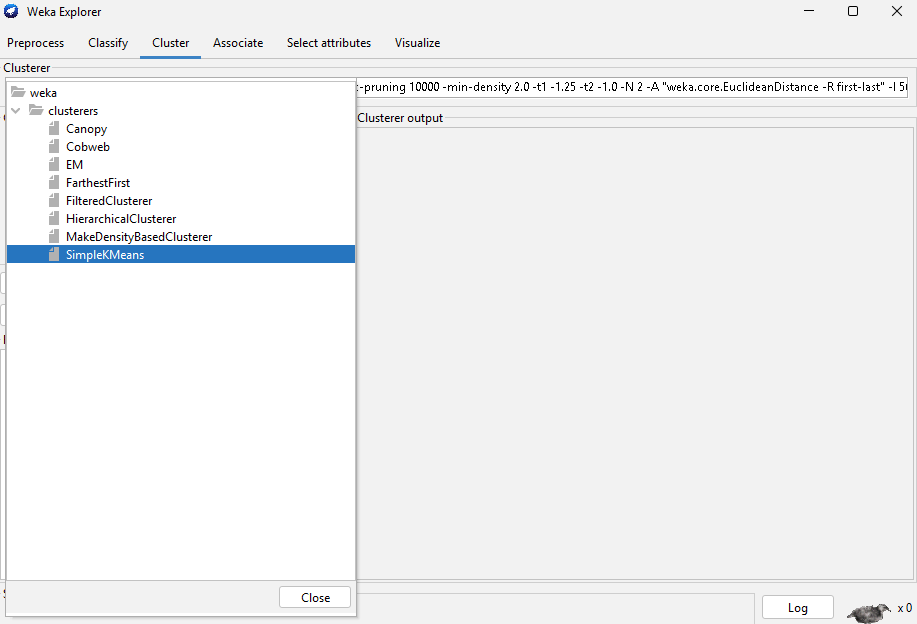 Weka Explorer
Preprocess Classify Cluster Associate Select attributes Visualize
Clusterer
-pruning 10000 -min-density 2.0 -t1 -1.25 -t2 -1.0 -N 2 -A "weka.core.EuclideanDistance -R first-last" -I
weka
clusterers
Canopy
Cobweb
EM
FarthestFirst
FilteredClusterer
HierarchicalClusterer
MakeDensityBasedClusterer
SimpleKMeans
Clusterer output
Close
Log
x 0